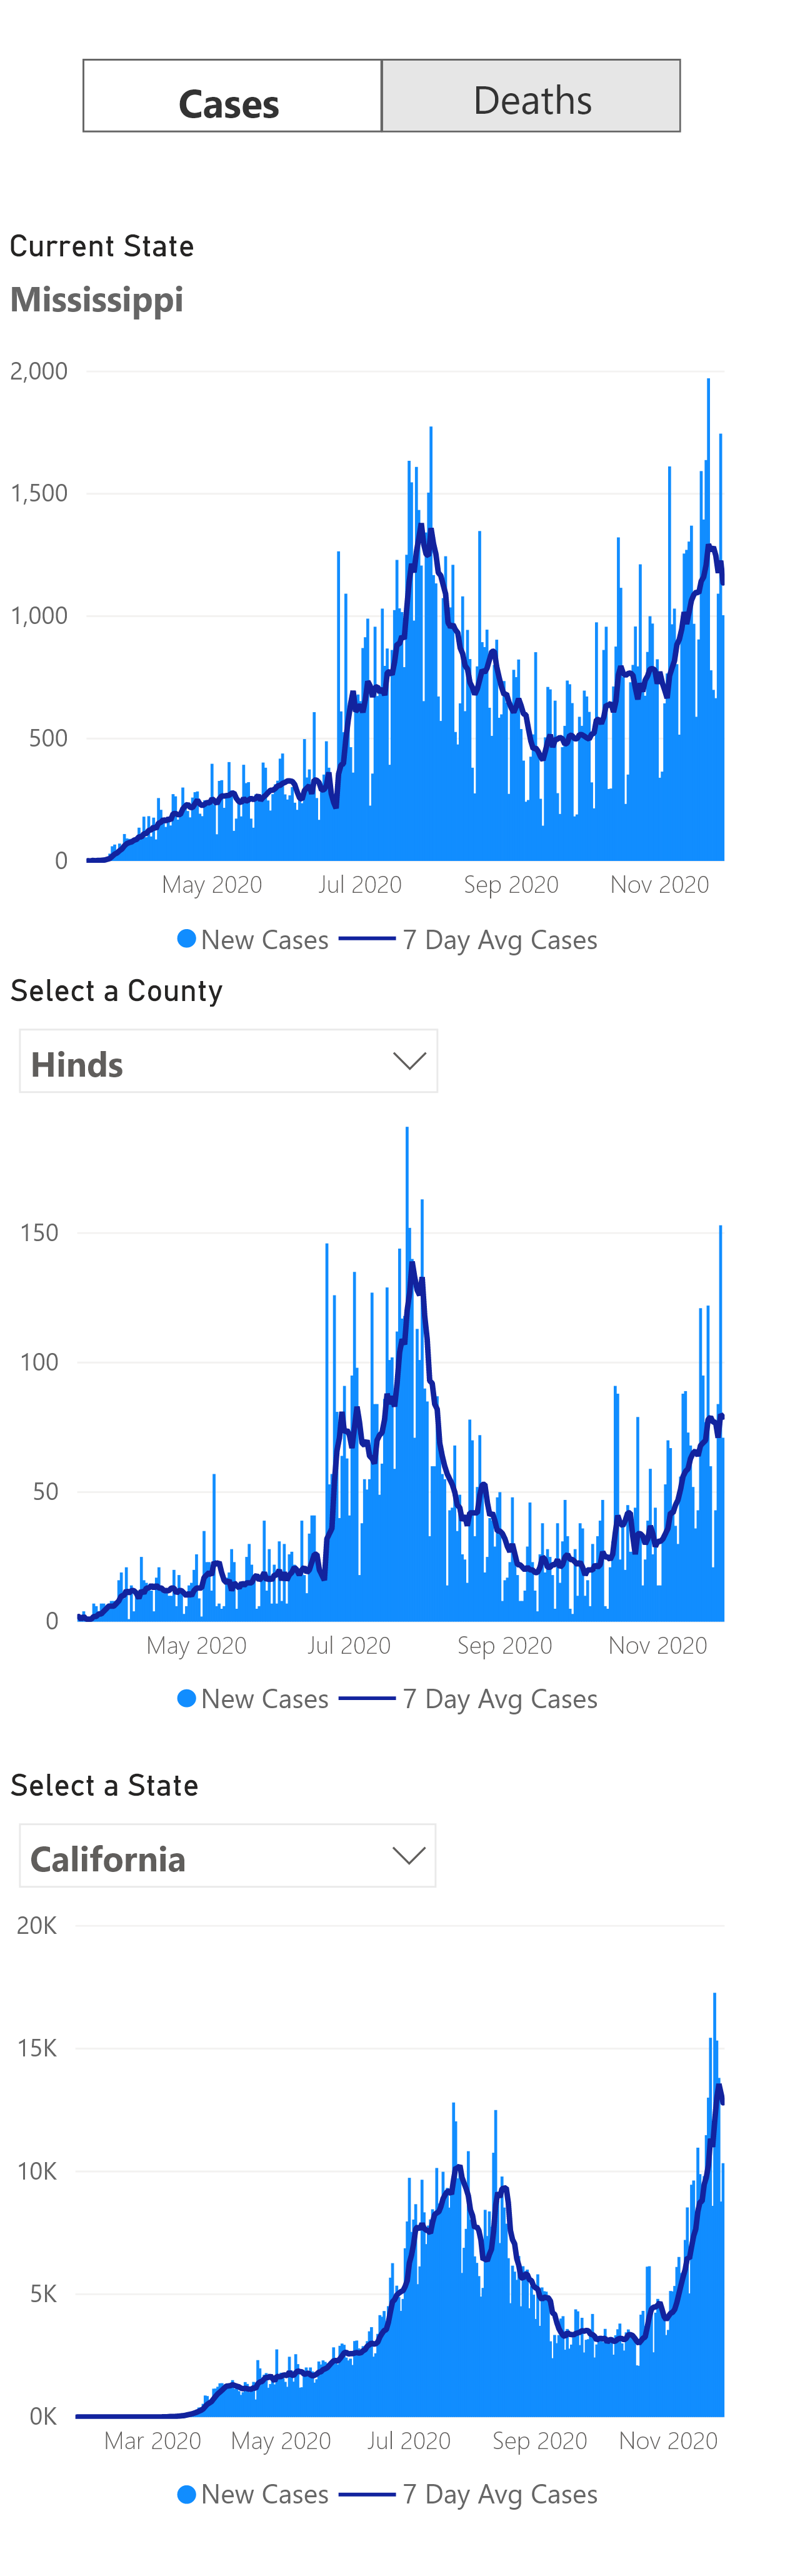 Cases Deaths
Current State
Mississippi
2,000
1,500
1,000
500
0
May 2020 Jul 2020 Sep 2020 Nov 2020
New Cases 7 Day Avg Cases
Select a County
Hinds
150
100
50
0
May 2020 Jul 2020 Sep 2020 Nov 2020
New Cases 7 Day Avg Cases
Select a State
California
20K
15K
10K
5K
0K
Mar 2020 May 2020 Jul 2020 Sep 2020 Nov 2020
New Cases 7 Day Avg Cases